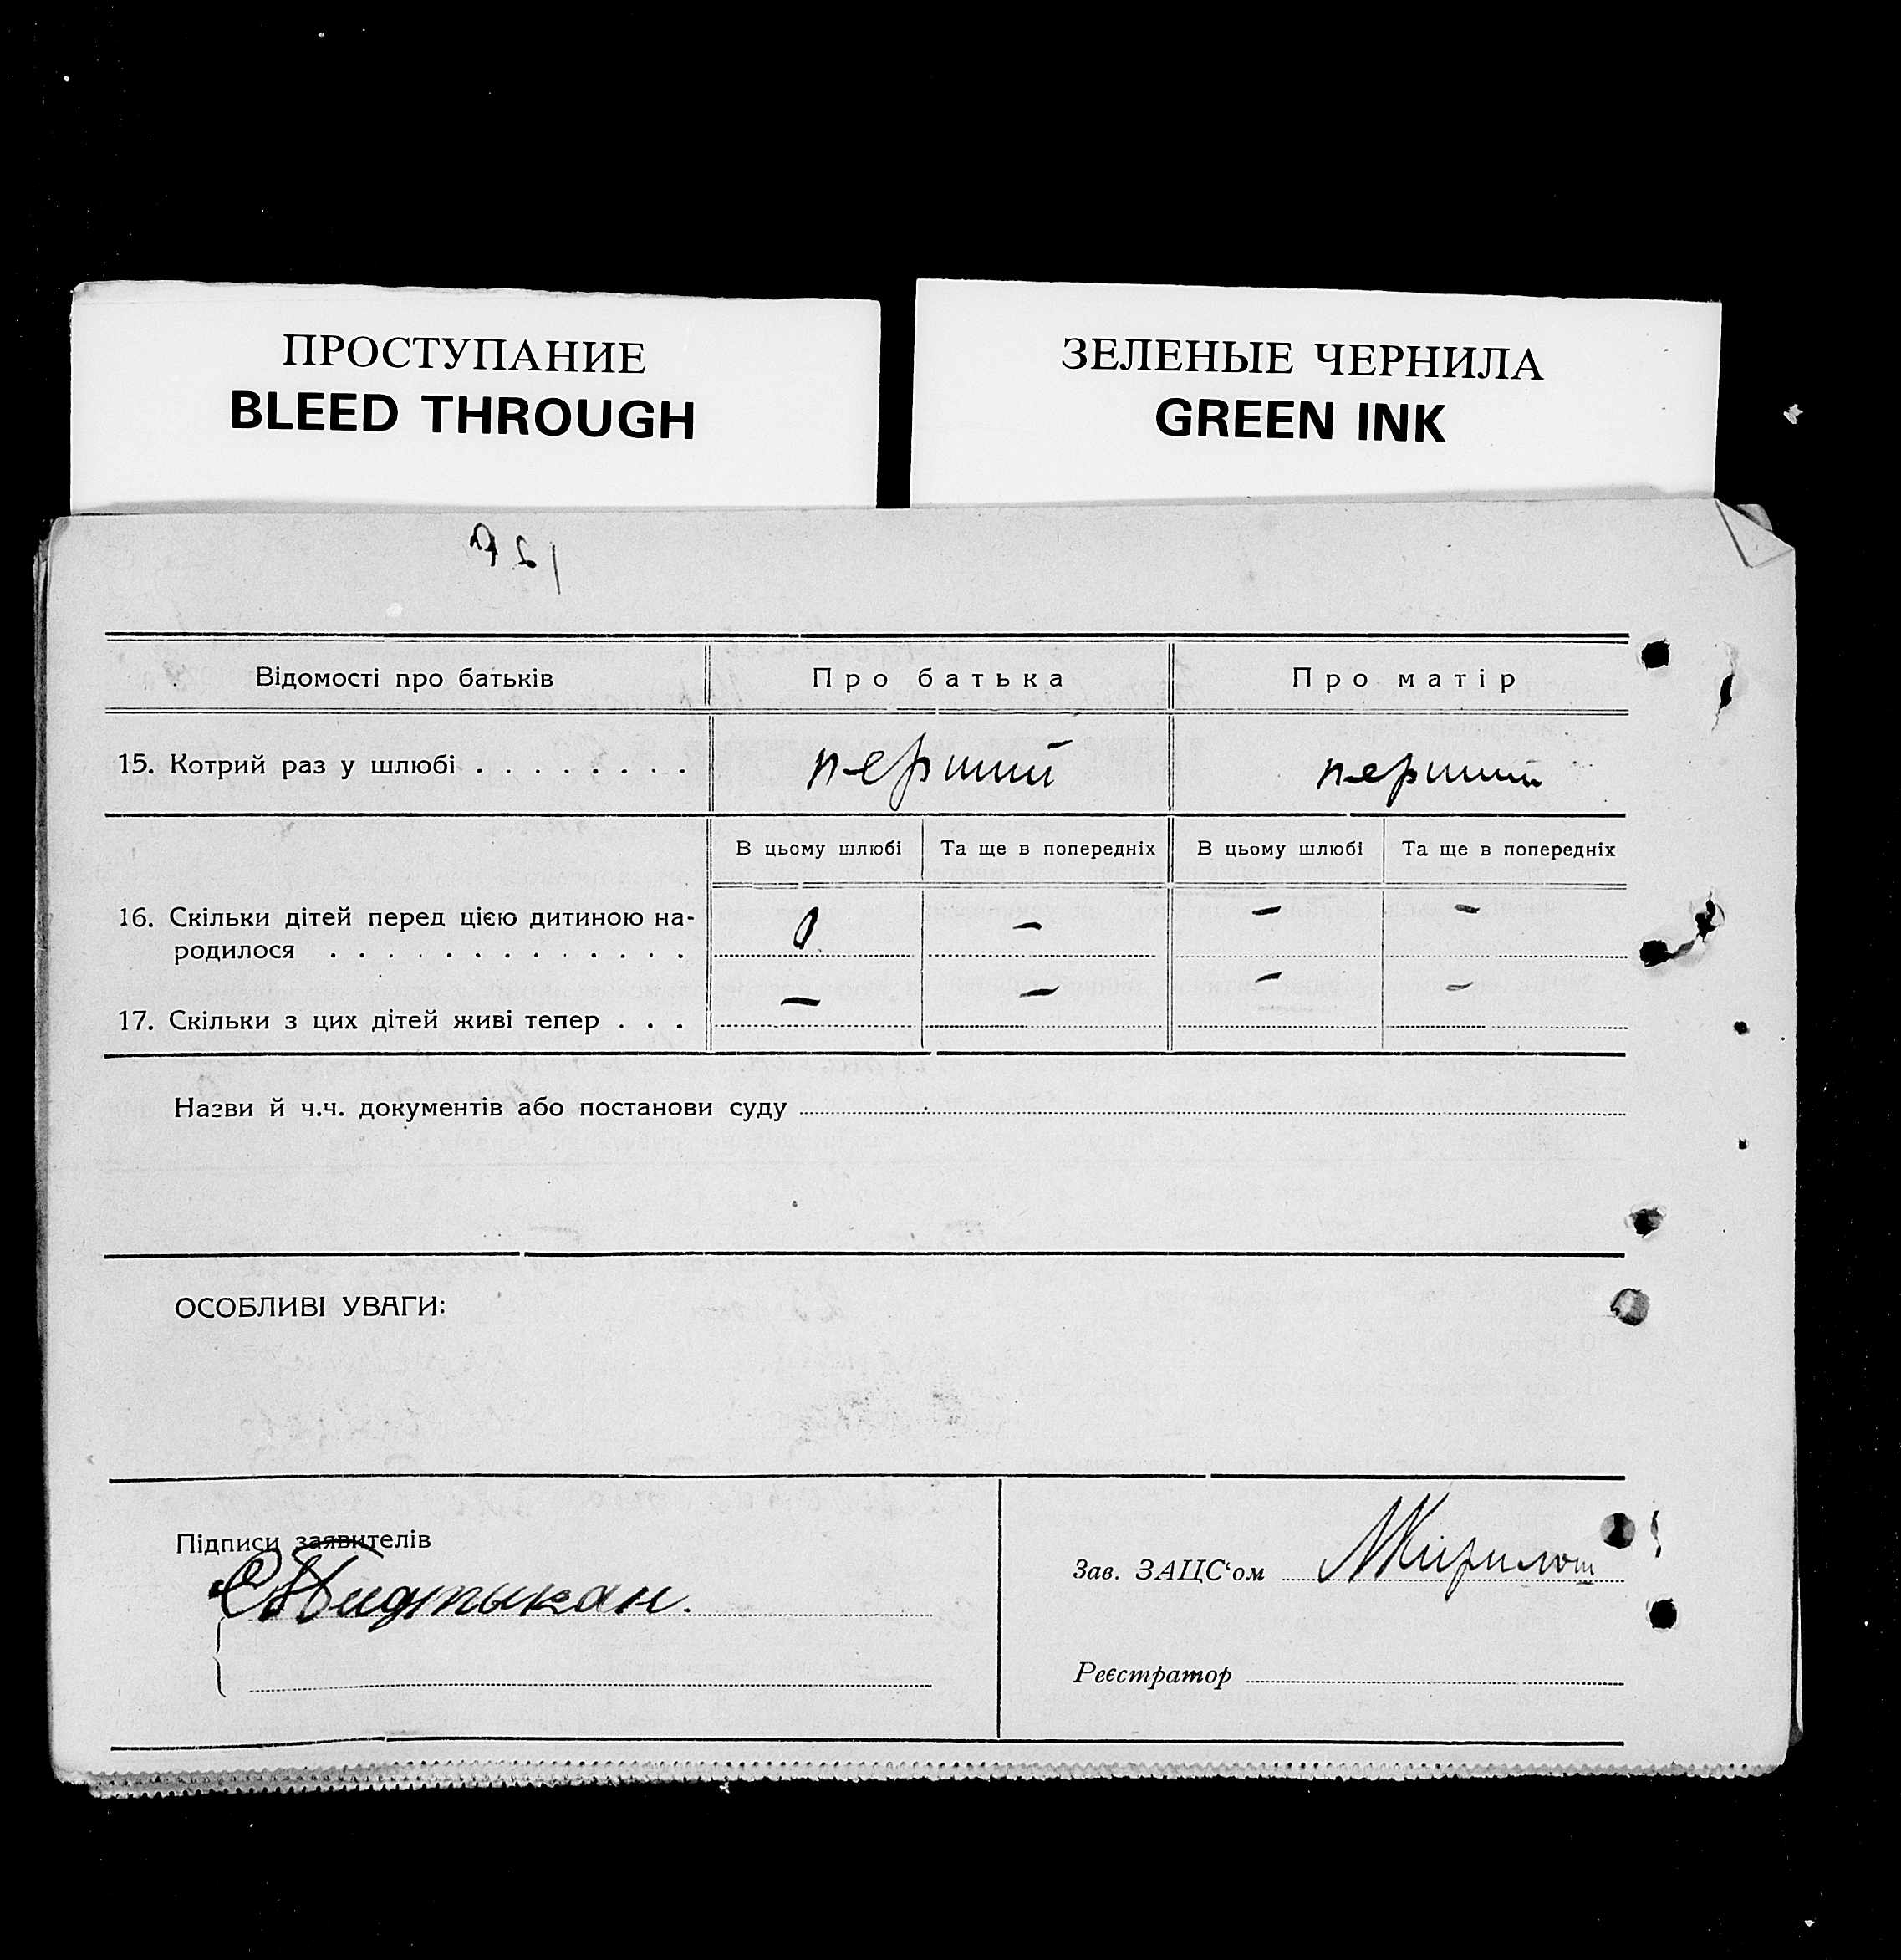 ПРОСТУПАНИЕ
BLEED THROUGH
ЗЕЛЕНЫЕ ЧЕРНИЛА
GREEN INK
Відомості про батьків Про батька Про матір
15. Котрий раз у шлюбі . . . . . . . . перший перший
В цьому шлюбі Та ще в попередніх В цьому шлюбі Та ще в попередніх
16. Скільки дітей перед цією дитиною на-
родилося . . . . . . . . . . . . . 0 – – –
17. Скільки з цих дітей живі тепер . . . – – – –
Назви й ч.ч. документів або постанови суду
ОСОБЛИВІ УВАГИ:
Підписи заявителів
Зав. ЗАЦС‘ом
Реєстратор